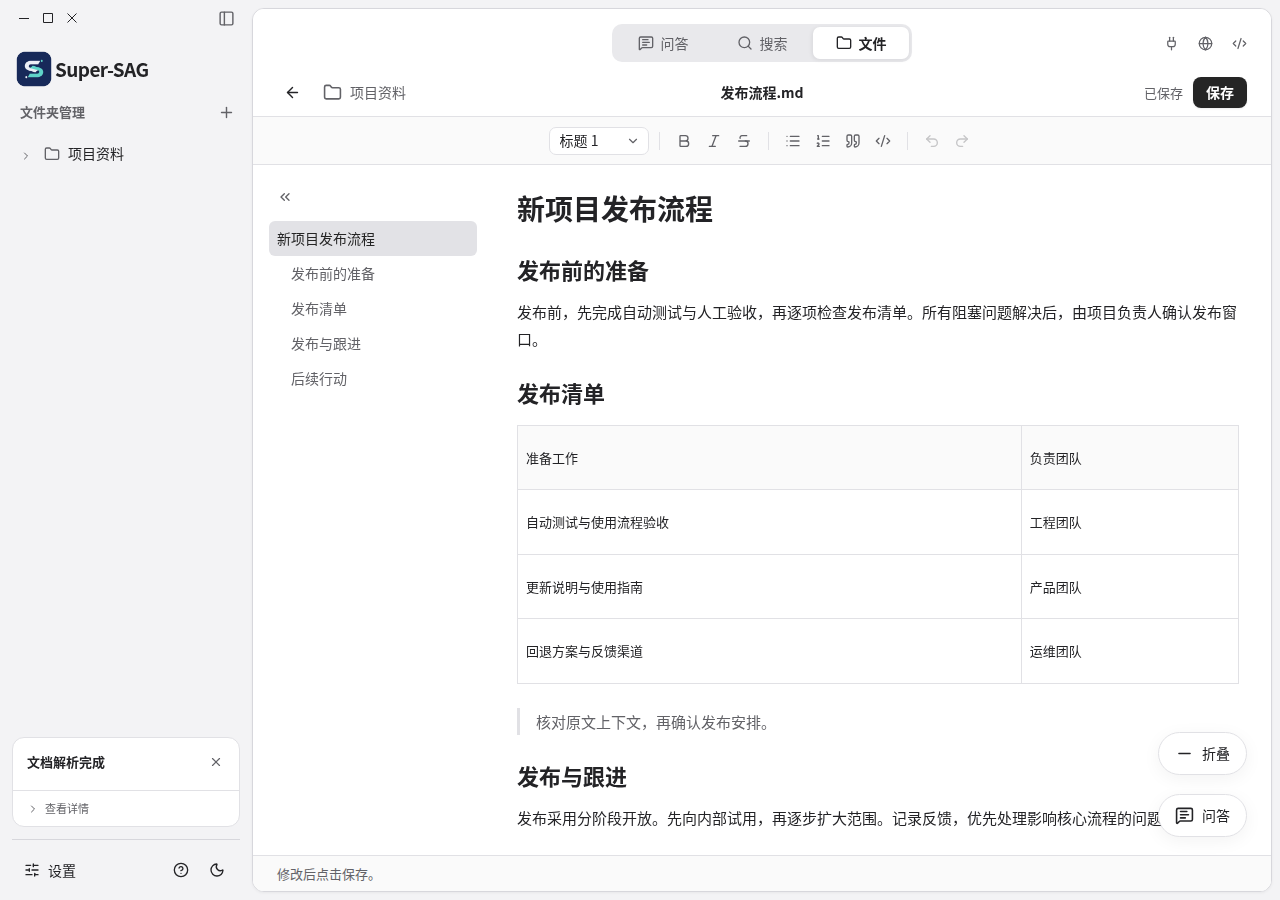 Super-SAG
文件夹管理
项目资料
文档解析完成
查看详情
设置
问答
搜索
文件
项目资料
发布流程.md
已保存
保存
标题 1
新项目发布流程
发布前的准备
发布清单
发布与跟进
后续行动
新项目发布流程
发布前的准备
发布前，先完成自动测试与人工验收，再逐项检查发布清单。所有阻塞问题解决后，由项目负责人确认发布窗
口。
发布清单
准备工作 负责团队
自动测试与使用流程验收 工程团队
更新说明与使用指南 产品团队
回退方案与反馈渠道 运维团队
核对原文上下文，再确认发布安排。
发布与跟进
发布采用分阶段开放。先向内部试用，再逐步扩大范围。记录反馈，优先处理影响核心流程的问题
折叠
问答
修改后点击保存。